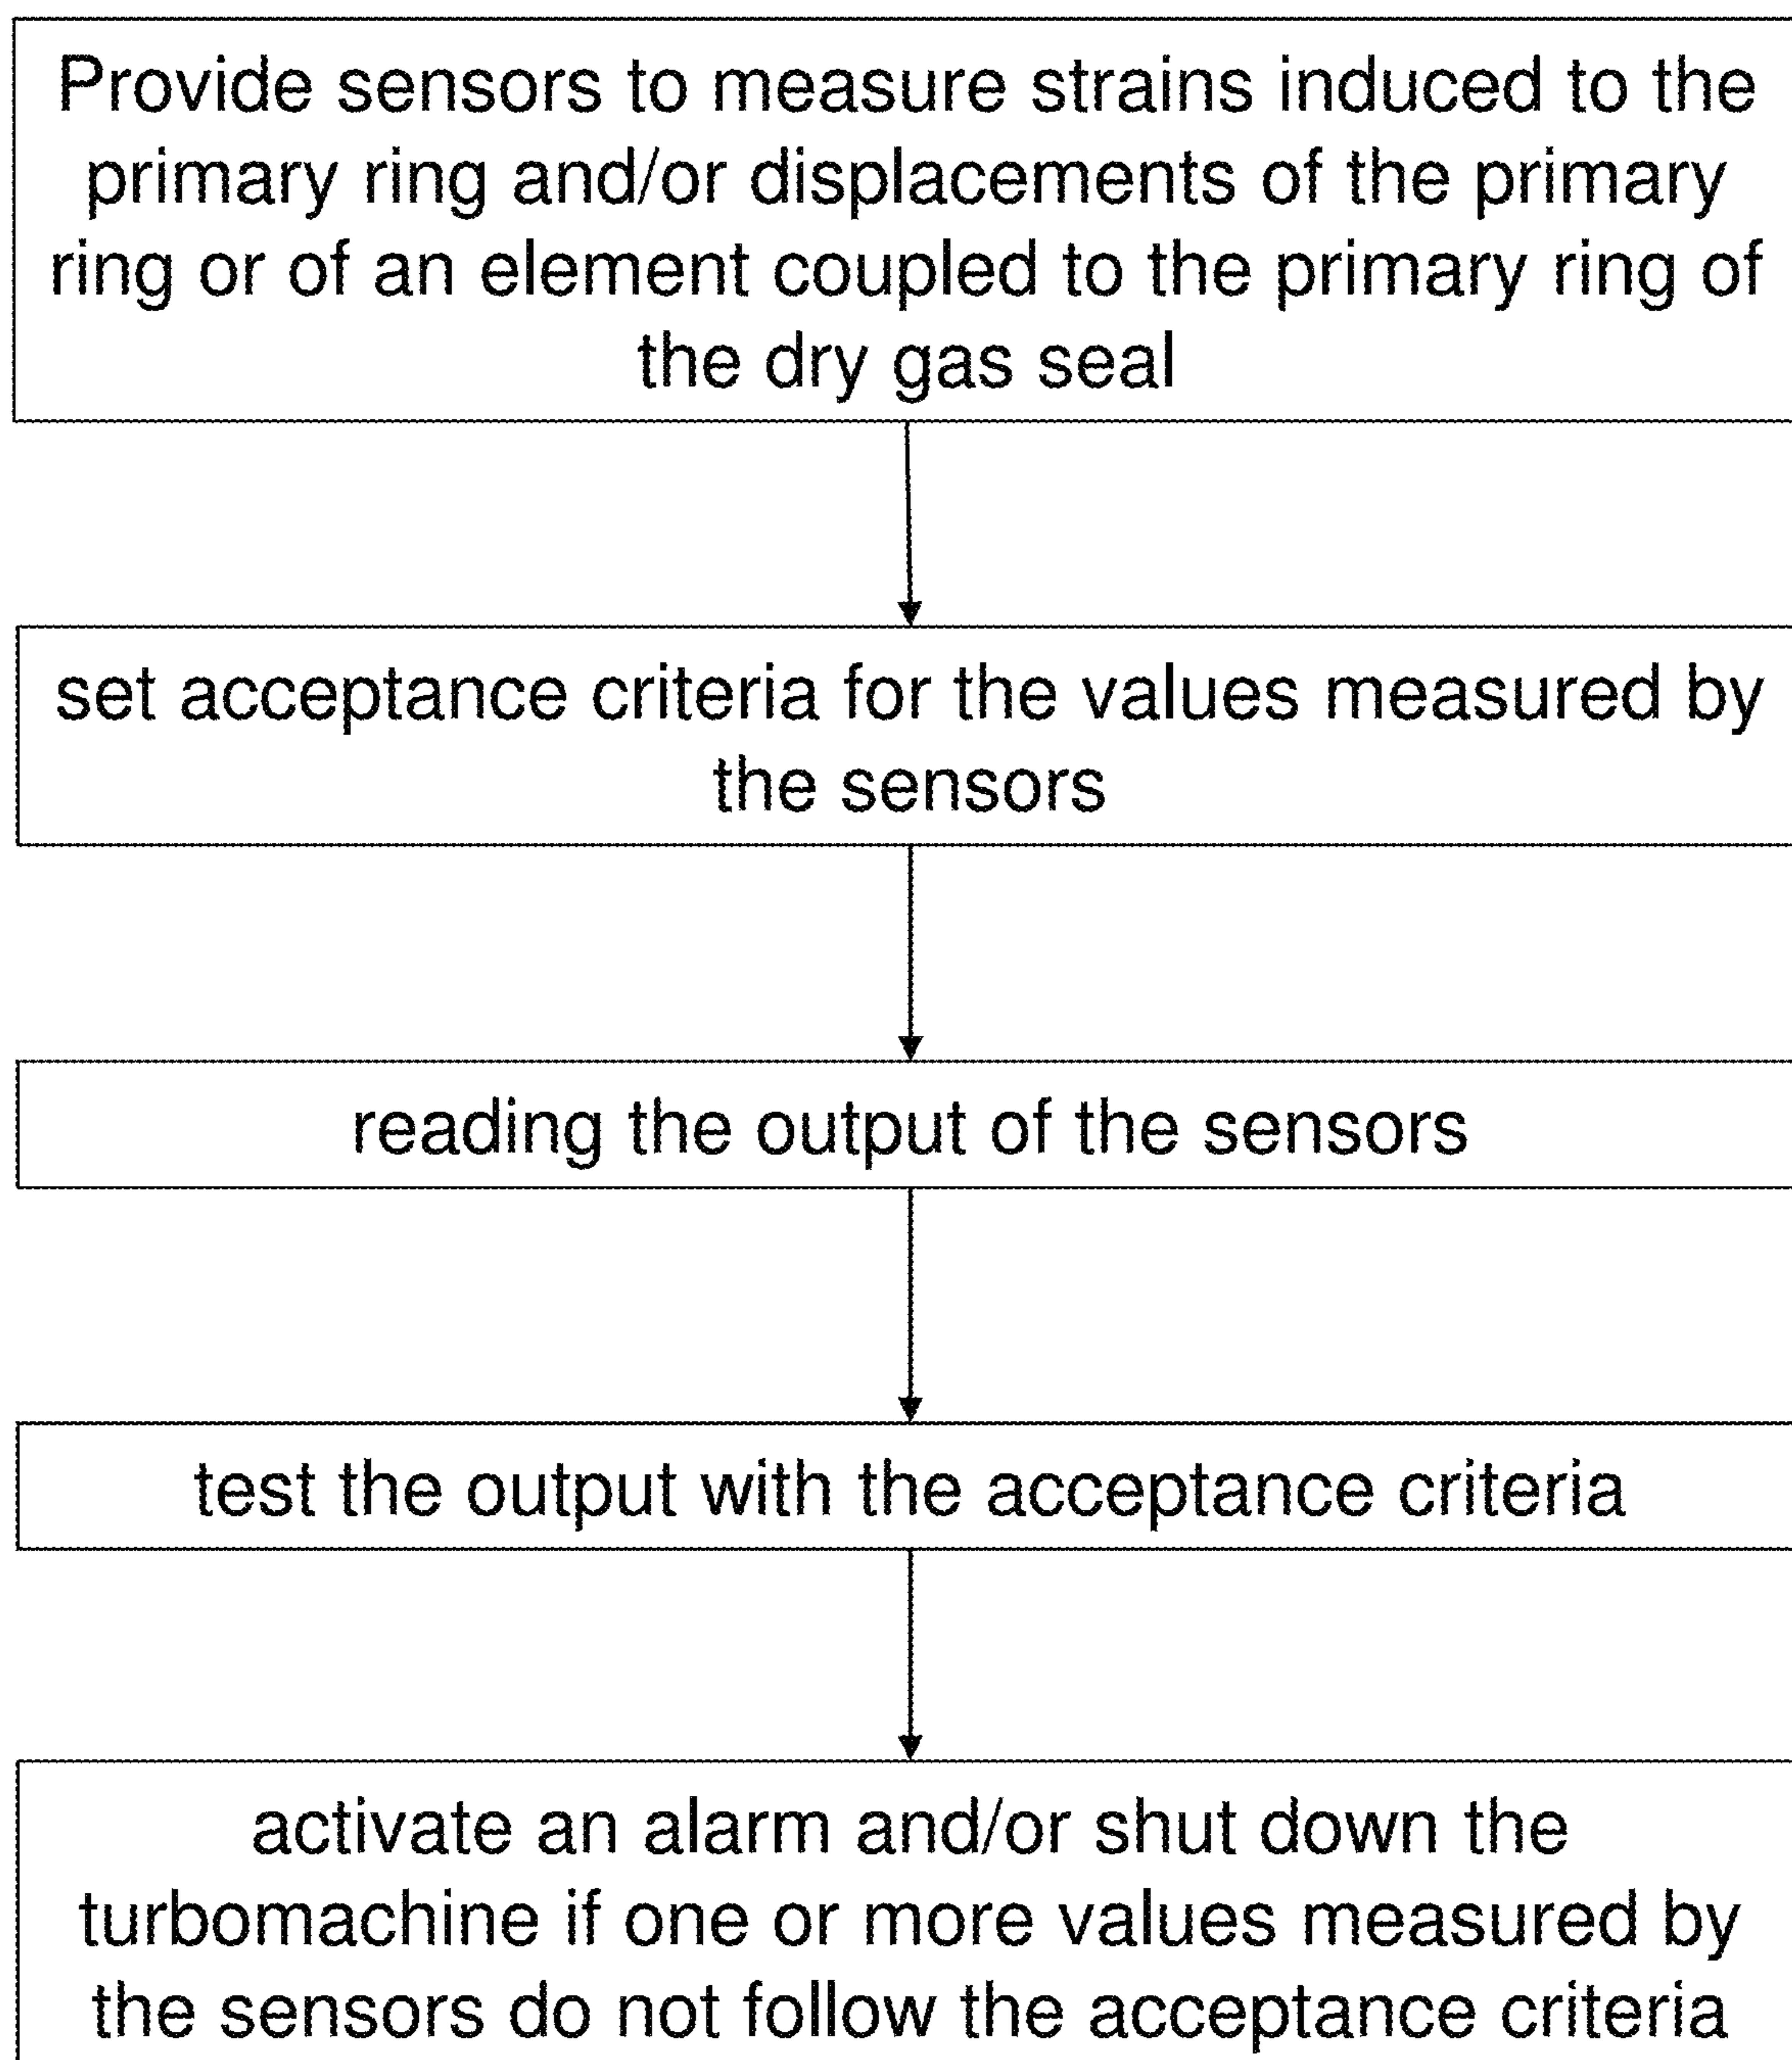 Provide sensors to measure strains induced to the
primary ring and/or displacements of the primary
ring or of an element coupled to the primary ring of
the dry gas seal
set acceptance criteria for the values measured by
the sensors
reading the output of the sensors
test the output with the acceptance criteria
activate an alarm and/or shut down the
turbomachine if one or more values measured by
the sensors do not follow the acceptance criteria